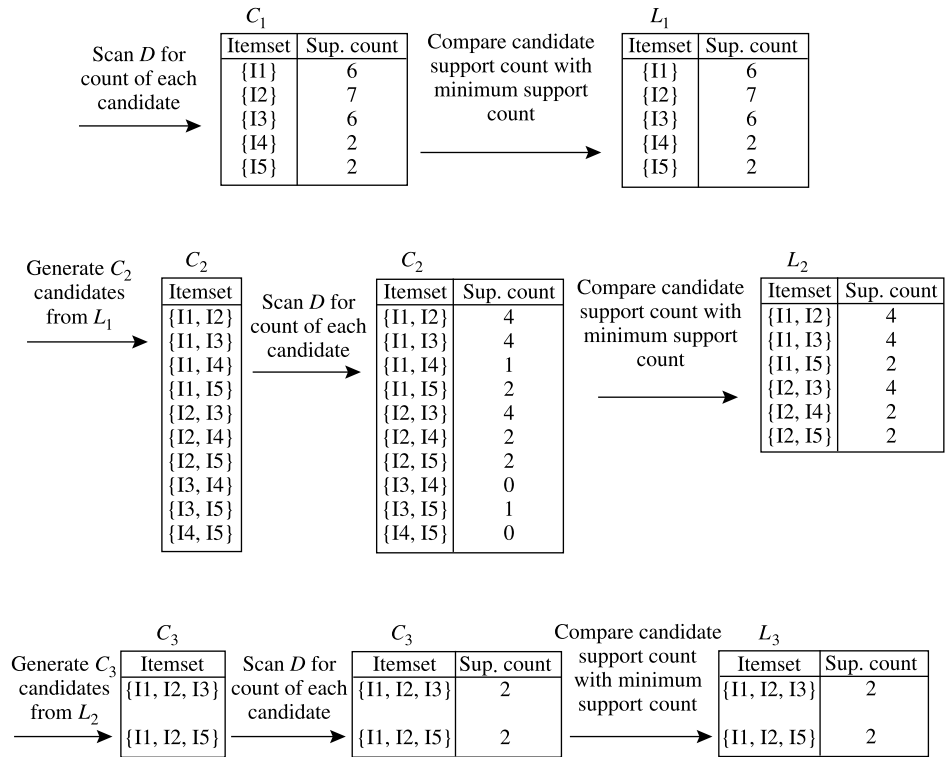 C1
L1
Scan D for
count of each
candidate
Itemset Sup. count
{I1} 6
{I2} 7
{I3} 6
{I4} 2
{I5} 2
Compare candidate
support count with
minimum support
count
Itemset Sup. count
{I1} 6
{I2} 7
{I3} 6
{I4} 2
{I5} 2
Generate C2
candidates
from L1
C2
Itemset
{I1, I2}
{I1, I3}
{I1, I4}
{I1, I5}
{I2, I3}
{I2, I4}
{I2, I5}
{I3, I4}
{I3, I5}
{I4, I5}
Scan D for
count of each
candidate
C2
Itemset Sup. count
{I1, I2} 4
{I1, I3} 4
{I1, I4} 1
{I1, I5} 2
{I2, I3} 4
{I2, I4} 2
{I2, I5} 2
{I3, I4} 0
{I3, I5} 1
{I4, I5} 0
Compare candidate
support count with
minimum support
count
L2
Itemset Sup. count
{I1, I2} 4
{I1, I3} 4
{I1, I5} 2
{I2, I3} 4
{I2, I4} 2
{I2, I5} 2
Generate C3
candidates
from L2
C3
Itemset
{I1, I2, I3}
{I1, I2, I5}
Scan D for
count of each
candidate
C3
Itemset Sup. count
{I1, I2, I3} 2
{I1, I2, I5} 2
Compare candidate
support count
with minimum
support count
L3
Itemset Sup. count
{I1, I2, I3} 2
{I1, I2, I5} 2